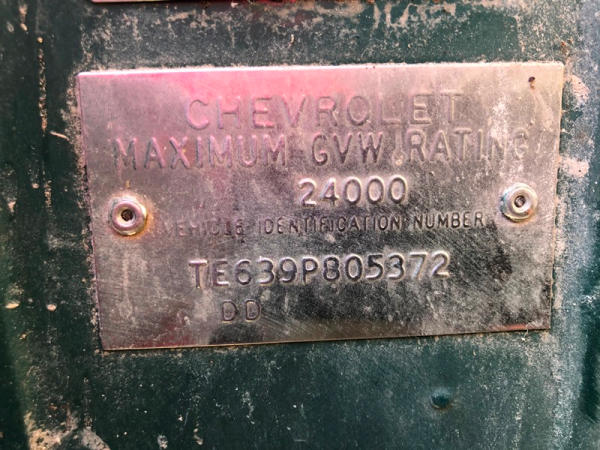 CHEVROLET
MAXIMUM GVW RATING
24000
VEHICLE IDENTIFICATION NUMBER
TE639P805372
DD